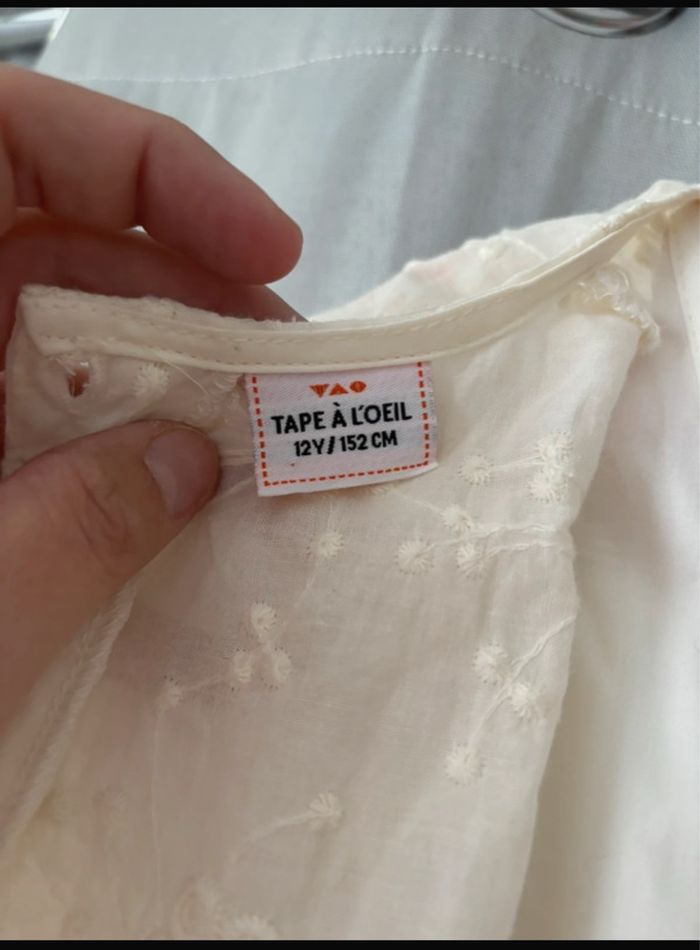 TAO
TAPE À L'OEIL
12Y/152 CM